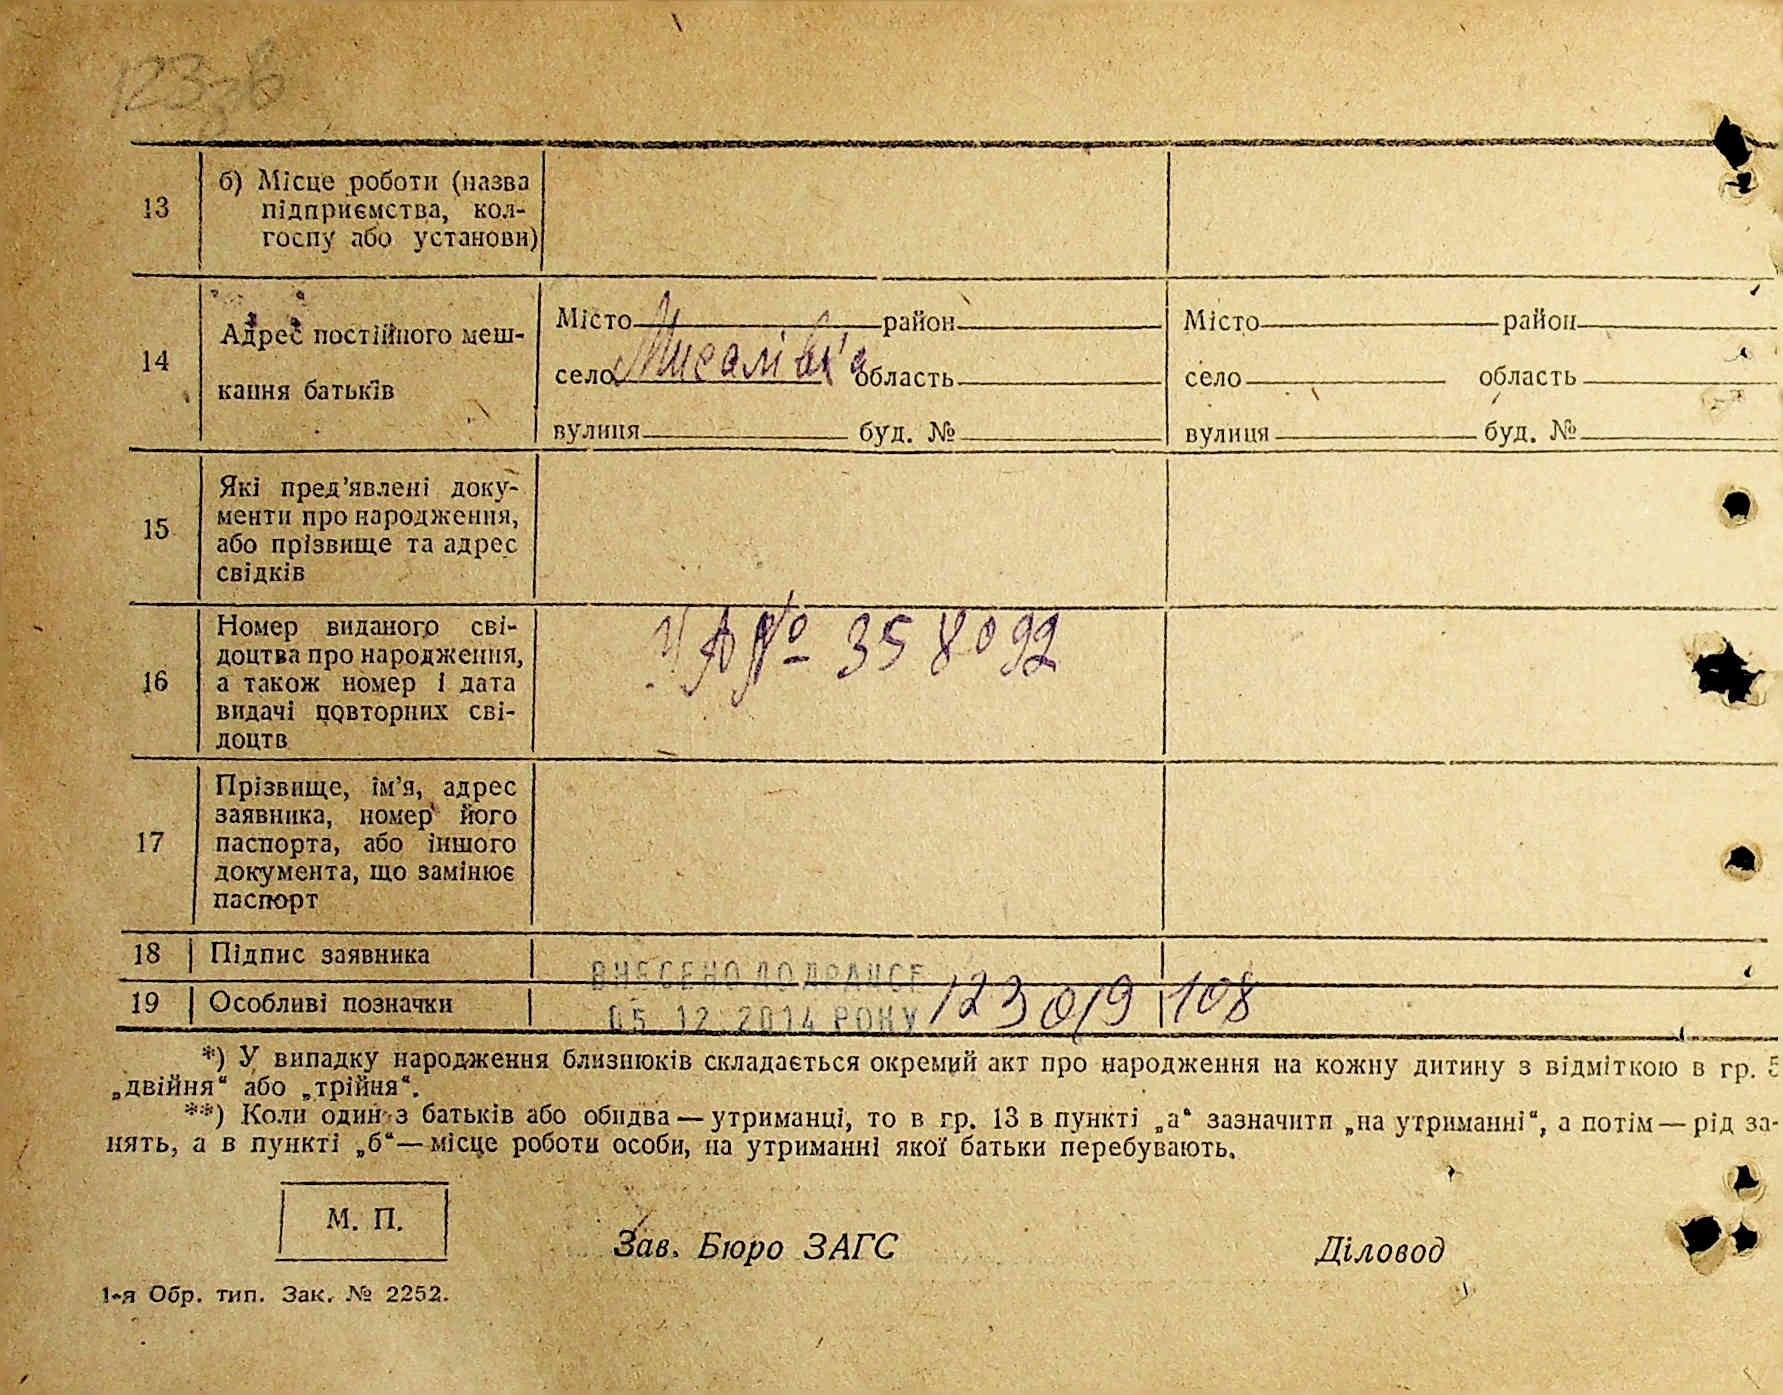 13
б) Місце роботи (назва
підприємства, кол-
госпу або установи)
14
Адрес постійного меш-
кання батьків
Місто район
село область
вулиця буд. №
Місто район
село область
вулиця буд. №
15
Які пред’явлені доку-
менти про народження,
або прізвище та адрес
свідків
16
Номер виданого сві-
доцтва про народження,
а також номер і дата
видачі повторних сві-
доцтв
№ 358092
17
Прізвище, ім’я, адрес
заявника, номер його
паспорта, або іншого
документа, що замінює
паспорт
18 Підпис заявника
ВНЕСЕНО ДО ДРАЦСГ
19 Особливі позначки
05 12 2014 РОКУ 123019 108
*) У випадку народження близнюків складається окремий акт про народження на кожну дитину з відміткою в гр. 5
„двійня“ або „трійня“.
**) Коли один з батьків або обидва — утриманці, то в гр. 13 в пункті „а“ зазначити „на утриманні“, а потім — рід за-
нять, а в пункті „б“ — місце роботи особи, на утриманні якої батьки перебувають.
М. П.
Зав. Бюро ЗАГС
Діловод
1-я Обр. тип. Зак. № 2252.